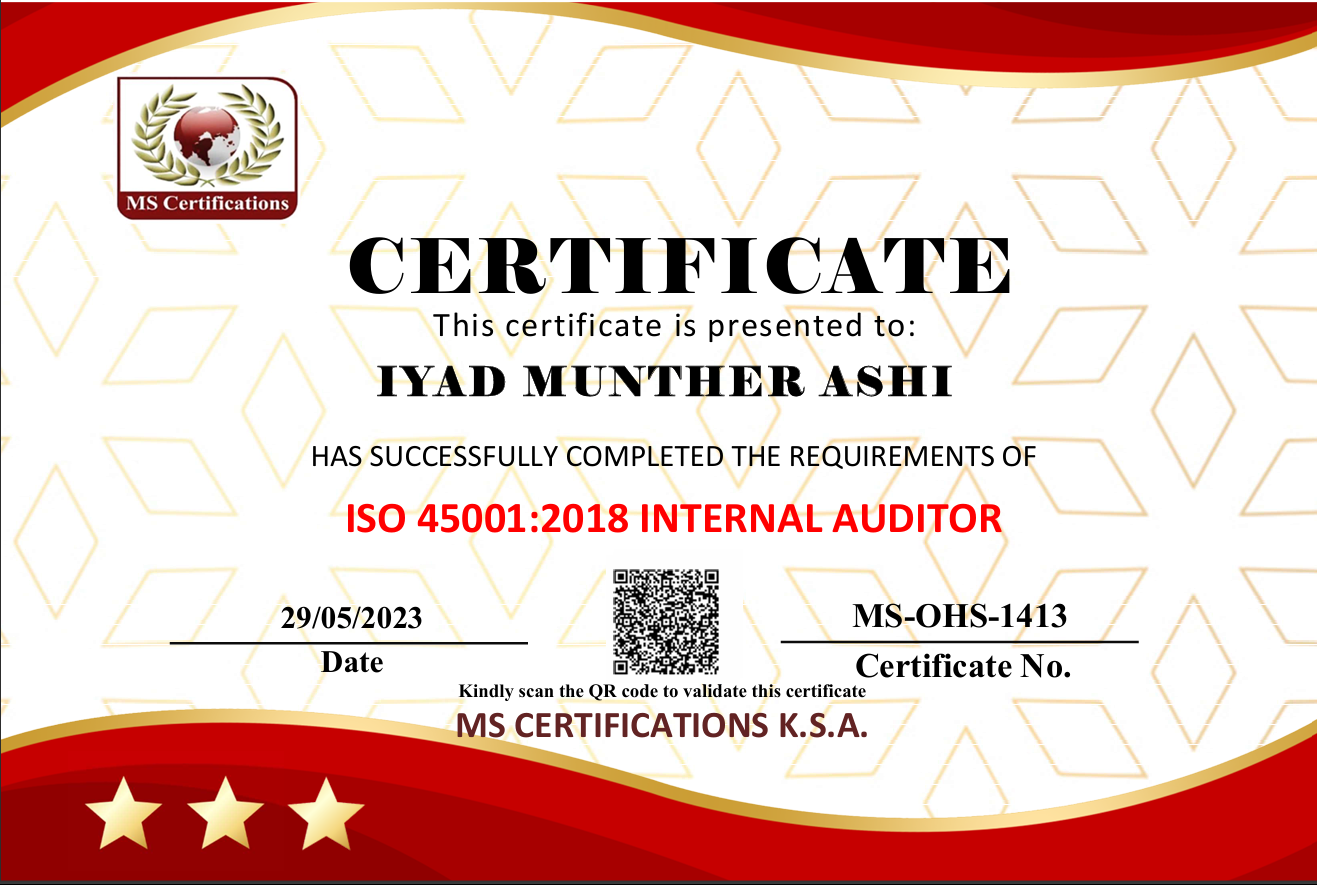 MS Certifications
CERTIFICATE
This certificate is presented to:
IYAD MUNTHER ASHI
HAS SUCCESSFULLY COMPLETED THE REQUIREMENTS OF
ISO 45001:2018 INTERNAL AUDITOR
29/05/2023
Date
MS-OHS-1413
Certificate No.
Kindly scan the QR code to validate this certificate
MS CERTIFICATIONS K.S.A.